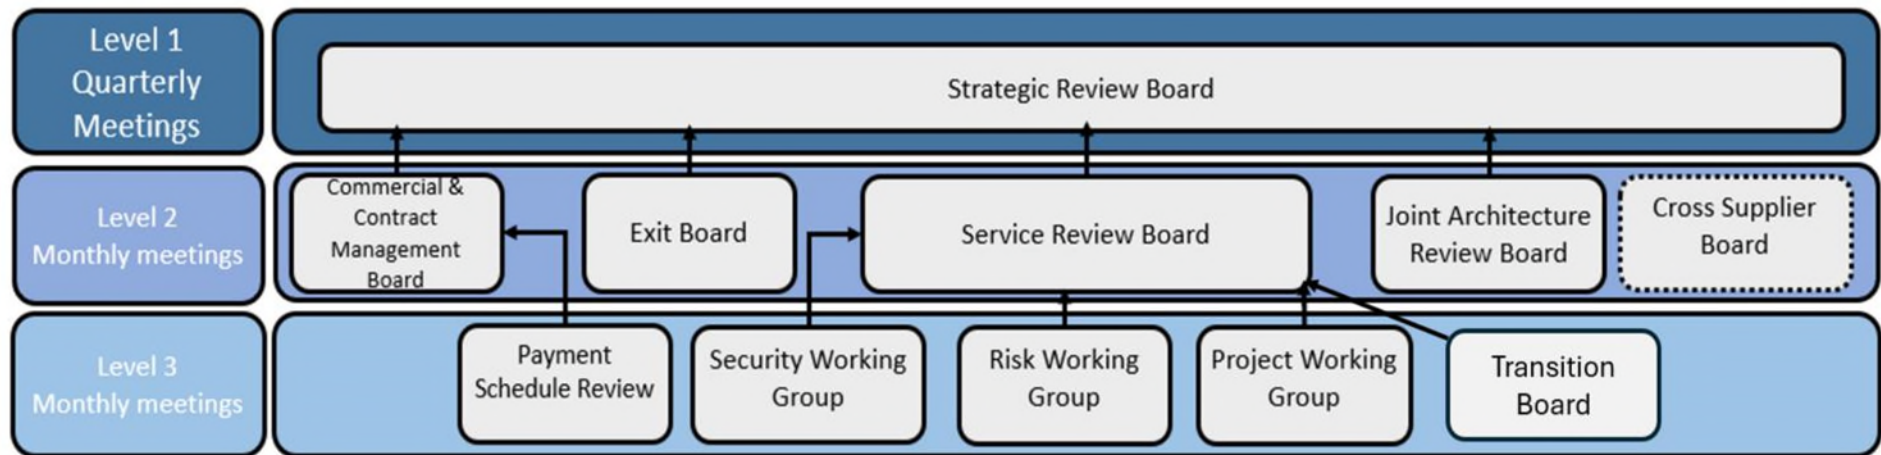 Level 1
Quarterly
Meetings
Strategic Review Board
Level 2
Monthly meetings
Commercial &
Contract
Management
Board
Exit Board
Service Review Board
Joint Architecture
Review Board
Cross Supplier
Board
Level 3
Monthly meetings
Payment
Schedule Review
Security Working
Group
Risk Working
Group
Project Working
Group
Transition
Board